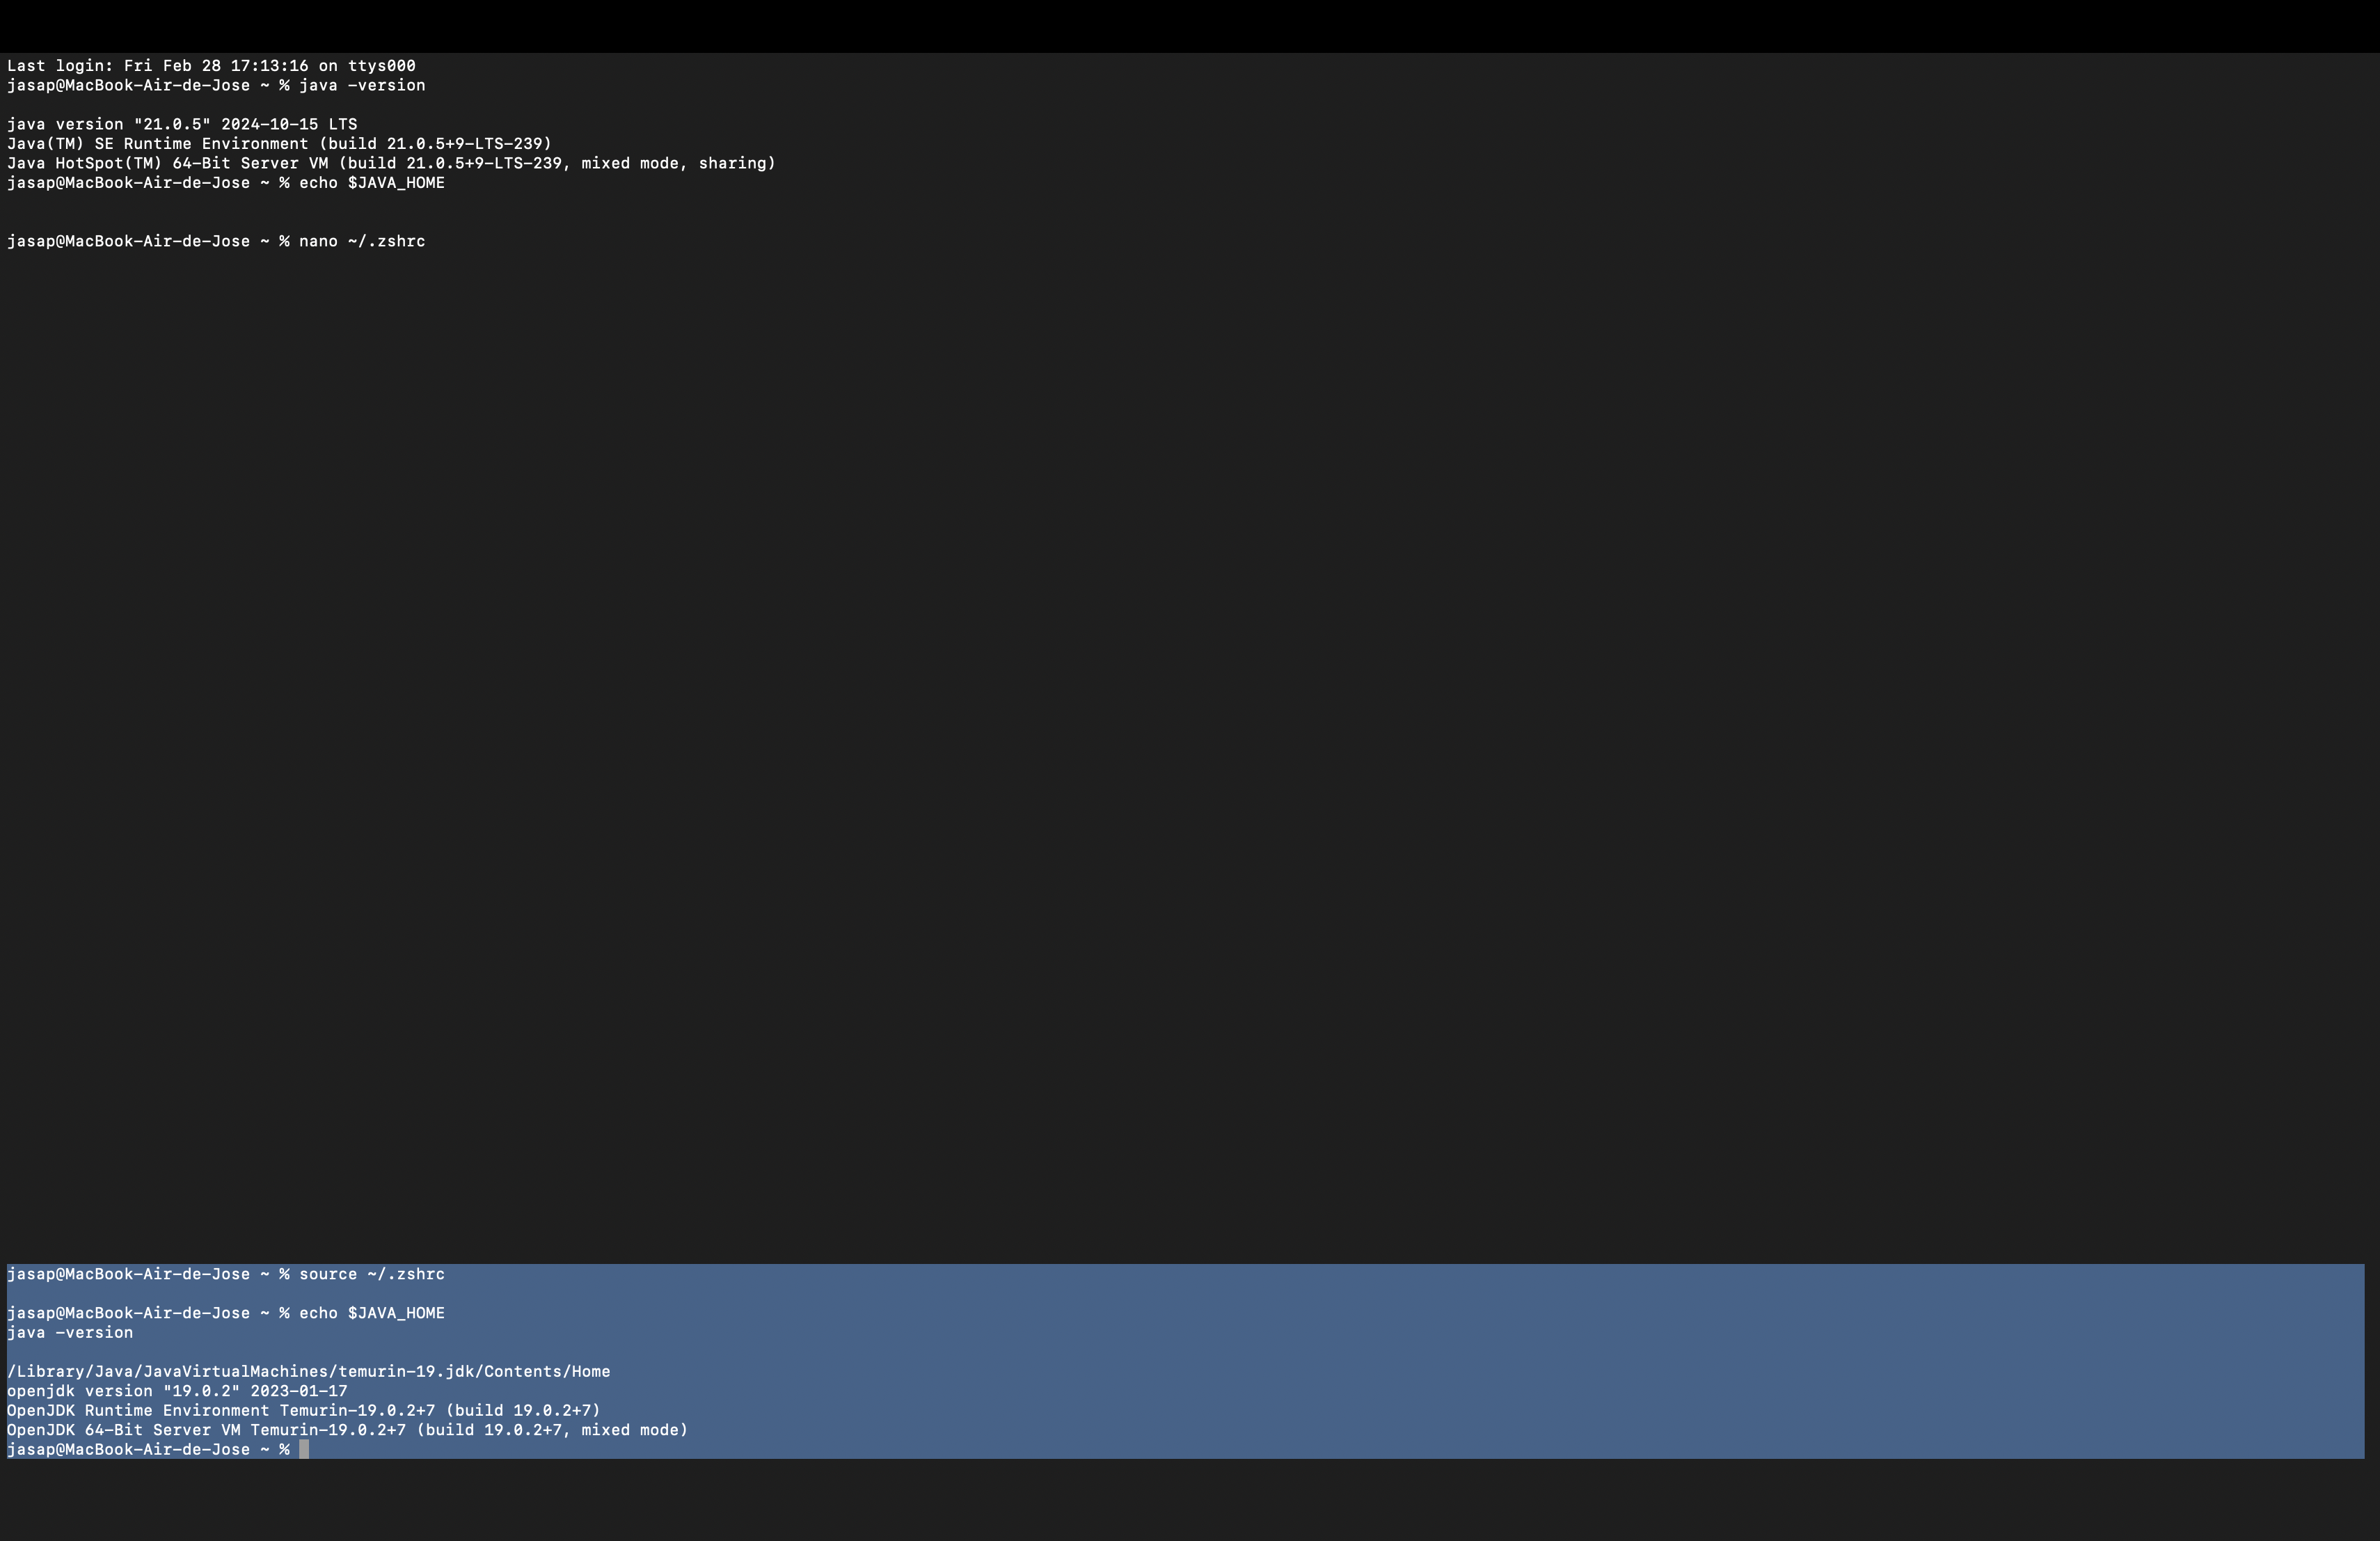 Last login: Fri Feb 28 17:13:16 on ttys000
jasap@MacBook-Air-de-Jose ~ % java -version
java version "21.0.5" 2024-10-15 LTS
Java(TM) SE Runtime Environment (build 21.0.5+9-LTS-239)
Java HotSpot(TM) 64-Bit Server VM (build 21.0.5+9-LTS-239, mixed mode, sharing)
jasap@MacBook-Air-de-Jose ~ % echo $JAVA_HOME
jasap@MacBook-Air-de-Jose ~ % nano ~/.zshrc
jasap@MacBook-Air-de-Jose ~ % source ~/.zshrc
jasap@MacBook-Air-de-Jose ~ % echo $JAVA_HOME
java -version
/Library/Java/JavaVirtualMachines/temurin-19.jdk/Contents/Home
openjdk version "19.0.2" 2023-01-17
OpenJDK Runtime Environment Temurin-19.0.2+7 (build 19.0.2+7)
OpenJDK 64-Bit Server VM Temurin-19.0.2+7 (build 19.0.2+7, mixed mode)
jasap@MacBook-Air-de-Jose ~ %